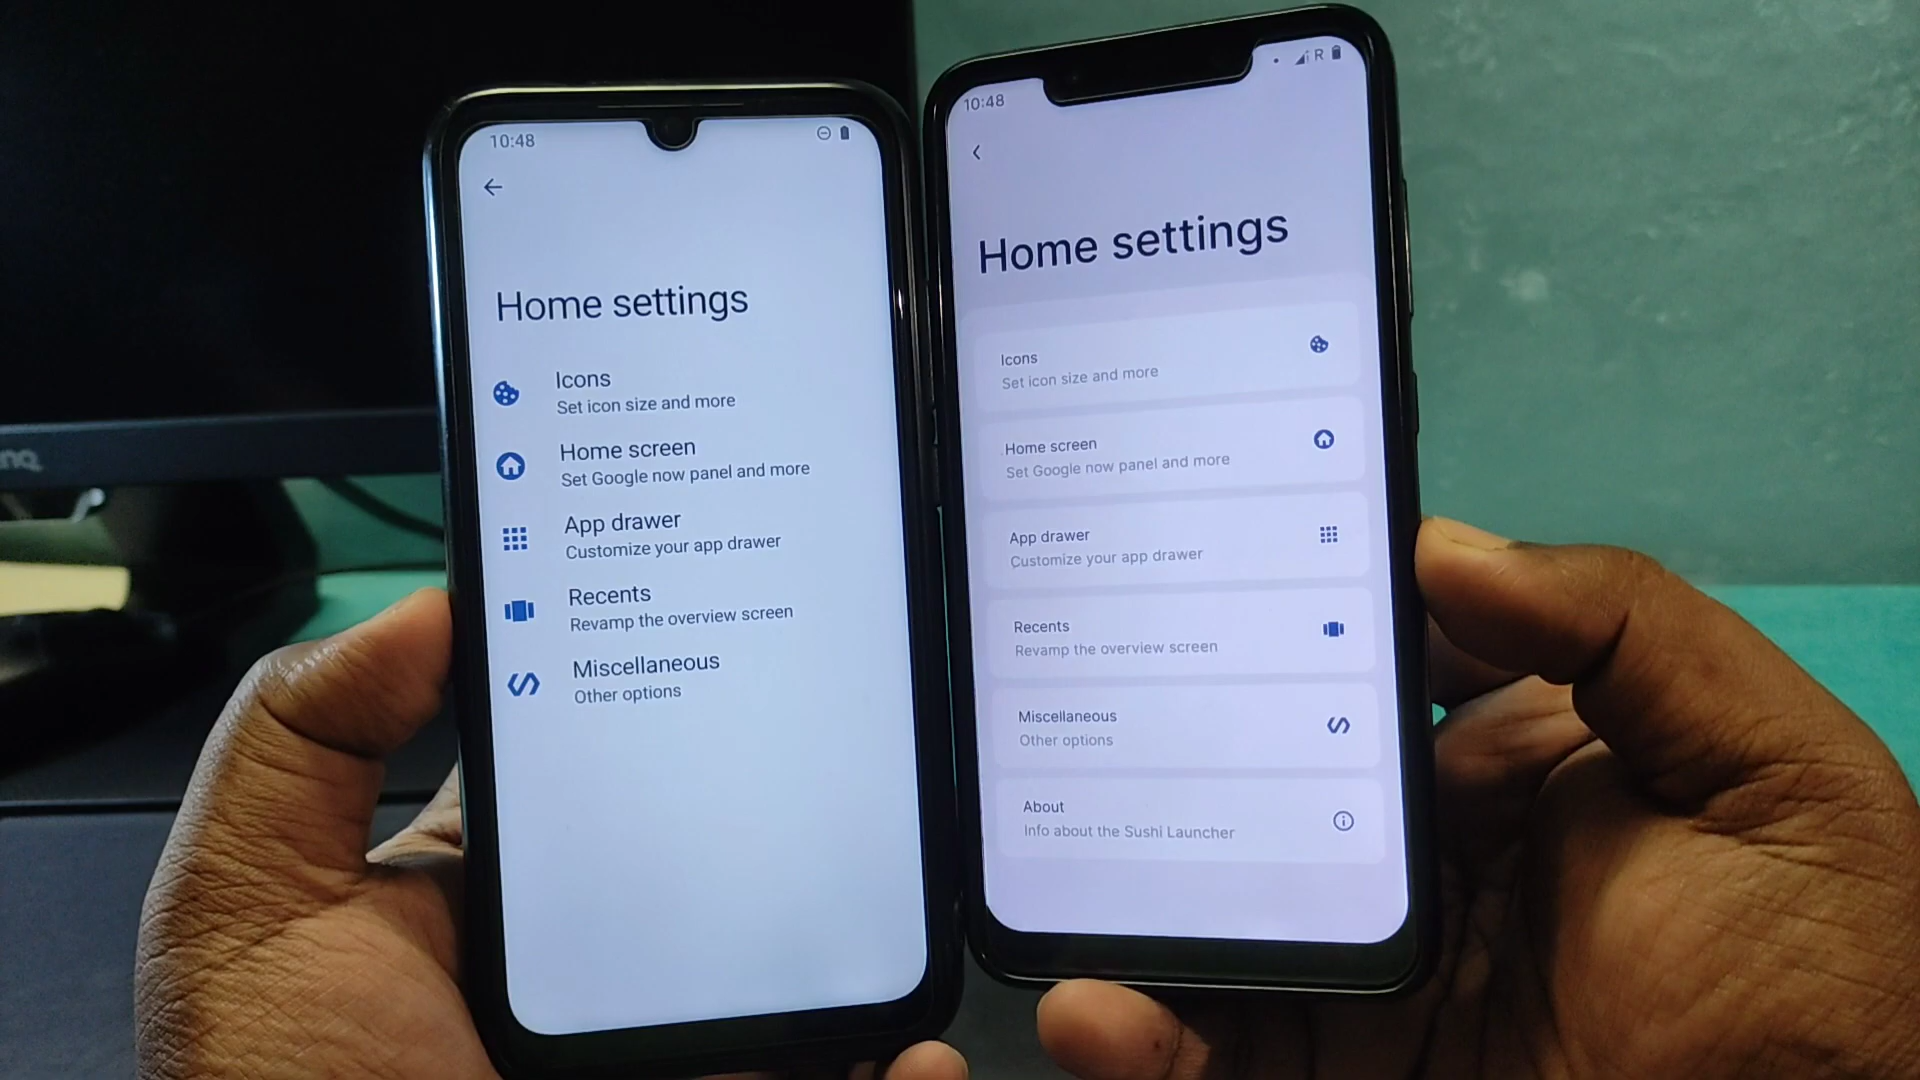 10:48
Home settings
Icons
Set icon size and more
Home screen
Set Google now panel and more
App drawer
Customize your app drawer
Recents
Revamp the overview screen
Miscellaneous
Other options
10:48
R
Home settings
Icons
Set icon size and more
Home screen
Set Google now panel and more
App drawer
Customize your app drawer
Recents
Revamp the overview screen
Miscellaneous
Other options
About
Info about the Sushi Launcher